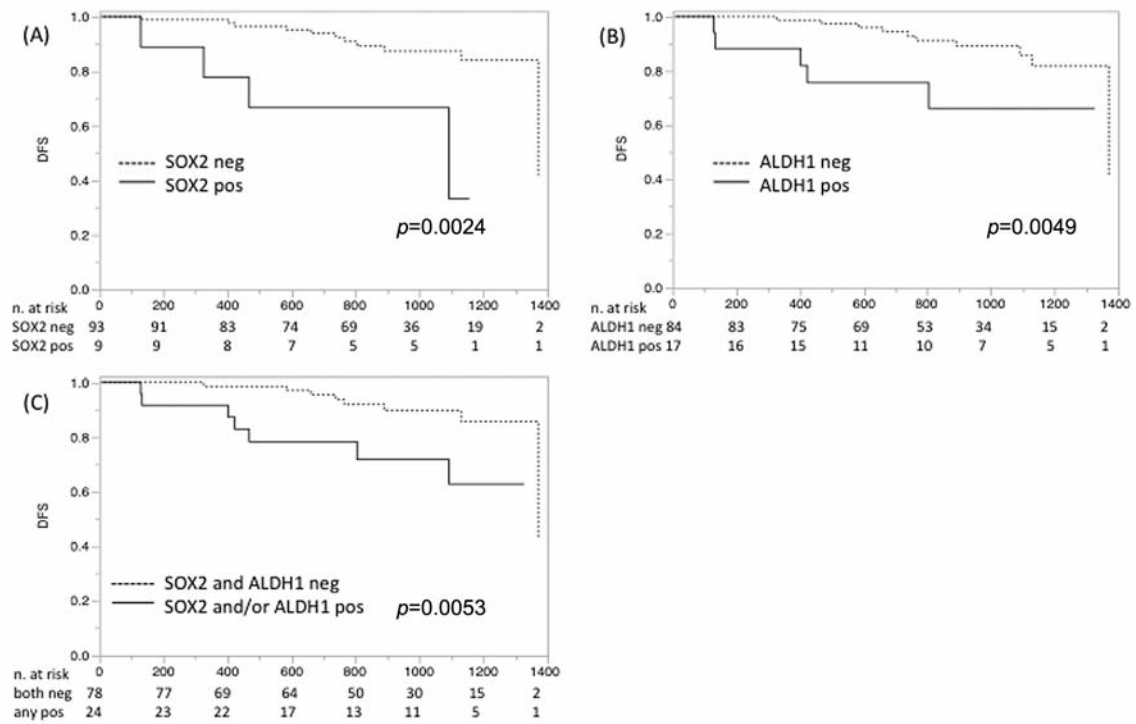 (A)
1.0
0.8
0.6
0.4
0.2
0.0
DFS
SOX2 neg
SOX2 pos
p=0.0024
0 200 400 600 800 1000 1200 1400
n. at risk
SOX2 neg 93 91 83 74 69 36 19 2
SOX2 pos 9 9 8 7 5 5 1 1
(B)
1.0
0.8
0.6
0.4
0.2
0.0
DFS
ALDH1 neg
ALDH1 pos
p=0.0049
0 200 400 600 800 1000 1200 1400
n. at risk
ALDH1 neg 84 83 75 69 53 34 15 2
ALDH1 pos 17 16 15 11 10 7 5 1
(C)
1.0
0.8
0.6
0.4
0.2
0.0
DFS
SOX2 and ALDH1 neg
SOX2 and/or ALDH1 pos
p=0.0053
0 200 400 600 800 1000 1200 1400
n. at risk
both neg 78 77 69 64 50 30 15 2
any pos 24 23 22 17 13 11 5 1